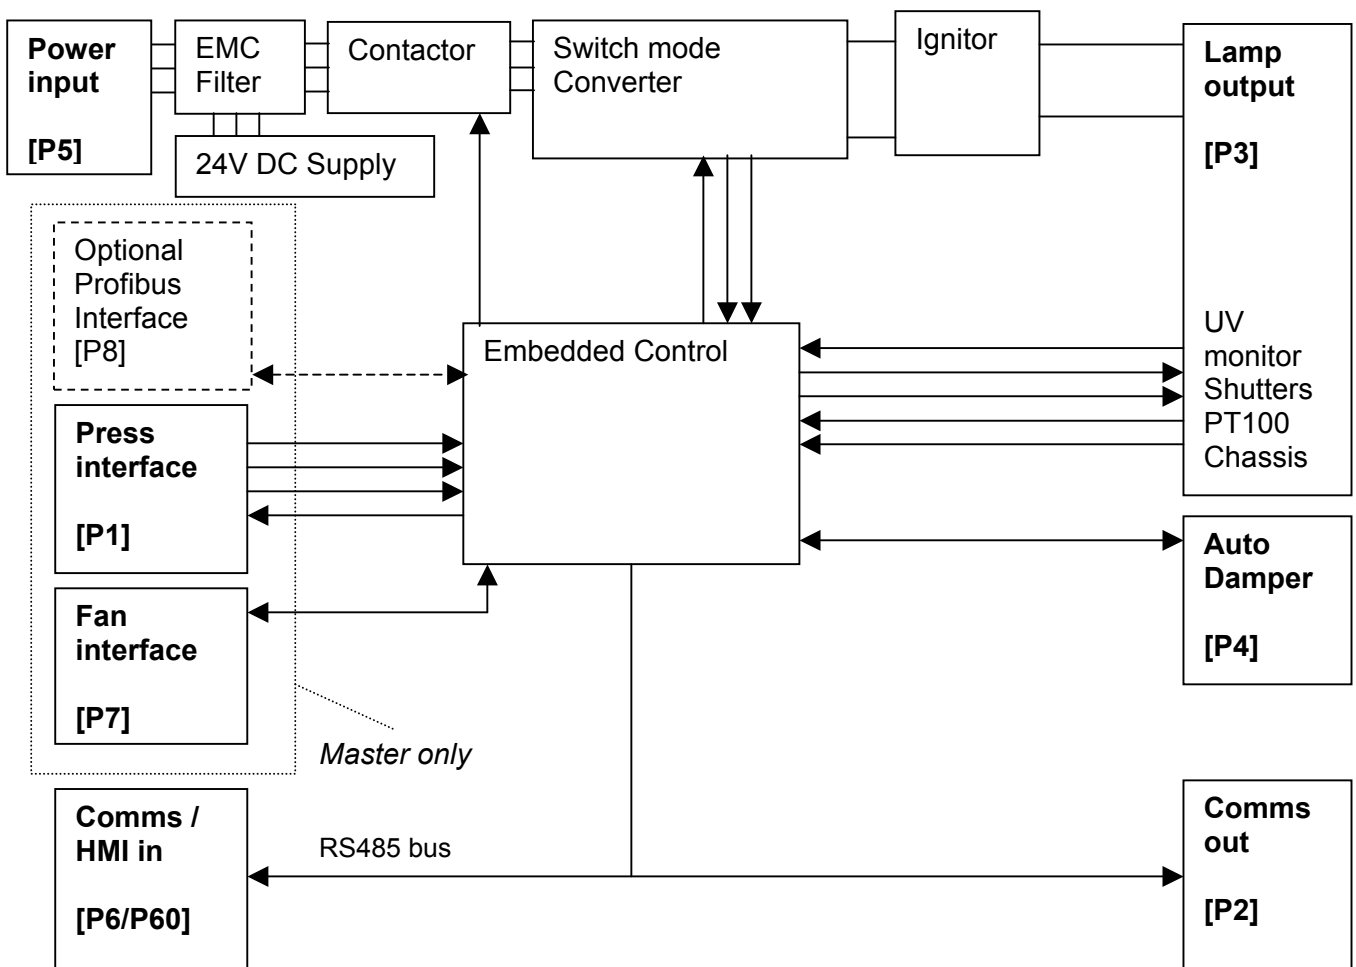 Power
input
[P5]
EMC
Filter
Contactor
Switch mode
Converter
Ignitor
Lamp
output
[P3]
24V DC Supply
Optional
Profibus
Interface
[P8]
Embedded Control
UV
monitor
Shutters
PT100
Chassis
Press
interface
[P1]
Auto
Damper
[P4]
Fan
interface
[P7]
Master only
Comms /
HMI in
[P6/P60]
RS485 bus
Comms
out
[P2]